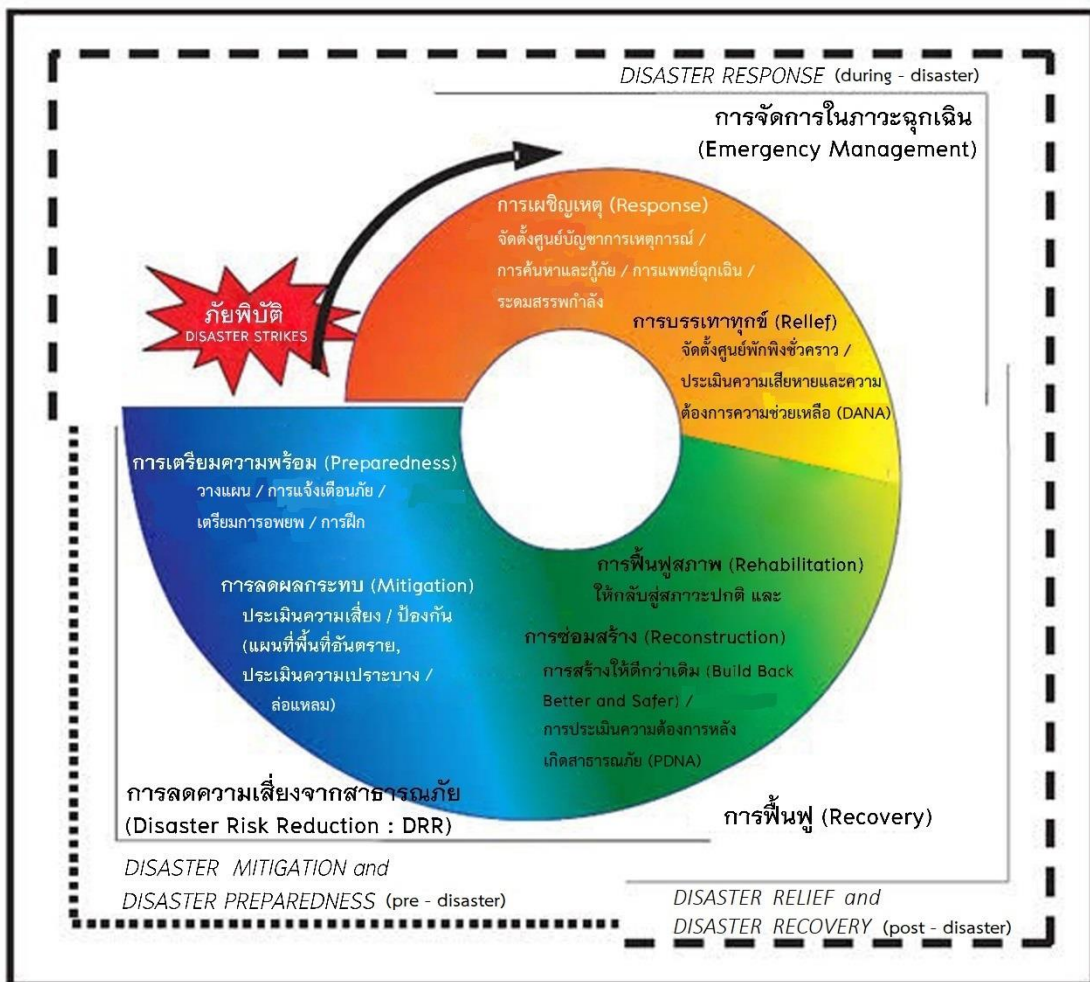 DISASTER RESPONSE (during - disaster)
การจัดการในภาวะฉุกเฉิน
(Emergency Management)
การเผชิญเหตุ (Response)
จัดตั้งศูนย์บัญชาการเหตุการณ์ /
การค้นหาและกู้ภัย / การแพทย์ฉุกเฉิน /
ระดมสรรพกำลัง
ภัยพิบัติ
DISASTER STRIKES
การบรรเทาทุกข์ (Rellef)
จัดตั้งศูนย์พักพิงชั่วคราว /
ประเมินความเสียหายและความ
ต้องการความช่วยเหลือ (DANA)
การเตรียมความพร้อม (Preparedness)
วางแผน / การแจ้งเตือนภัย /
เตรียมการอพยพ / การฝึก
การลดผลกระทบ (Mitigation)
ประเมินความเสี่ยง / ป้องกัน
(แผนที่พื้นที่อันตราย,
ประเมินความเปราะบาง /
ล่อแหลม)
การฟื้นฟูสภาพ (Rehabilitation)
ให้กลับสู่สภาวะปกติ และ
การซ่อมสร้าง (Reconstruction)
การสร้างให้ดีกว่าเดิม (Build Back
Better and Safer) /
การประเมินความต้องการหลัง
เกิดสาธารณภัย (PDNA)
การลดความเสี่ยงจากสาธารณภัย
(Disaster Risk Reduction : DRR)
การฟื้นฟู (Recovery)
DISASTER MITIGATION and
DISASTER PREPAREDNESS (pre - disaster)
DISASTER RELIEF and
DISASTER RECOVERY (post - disaster)